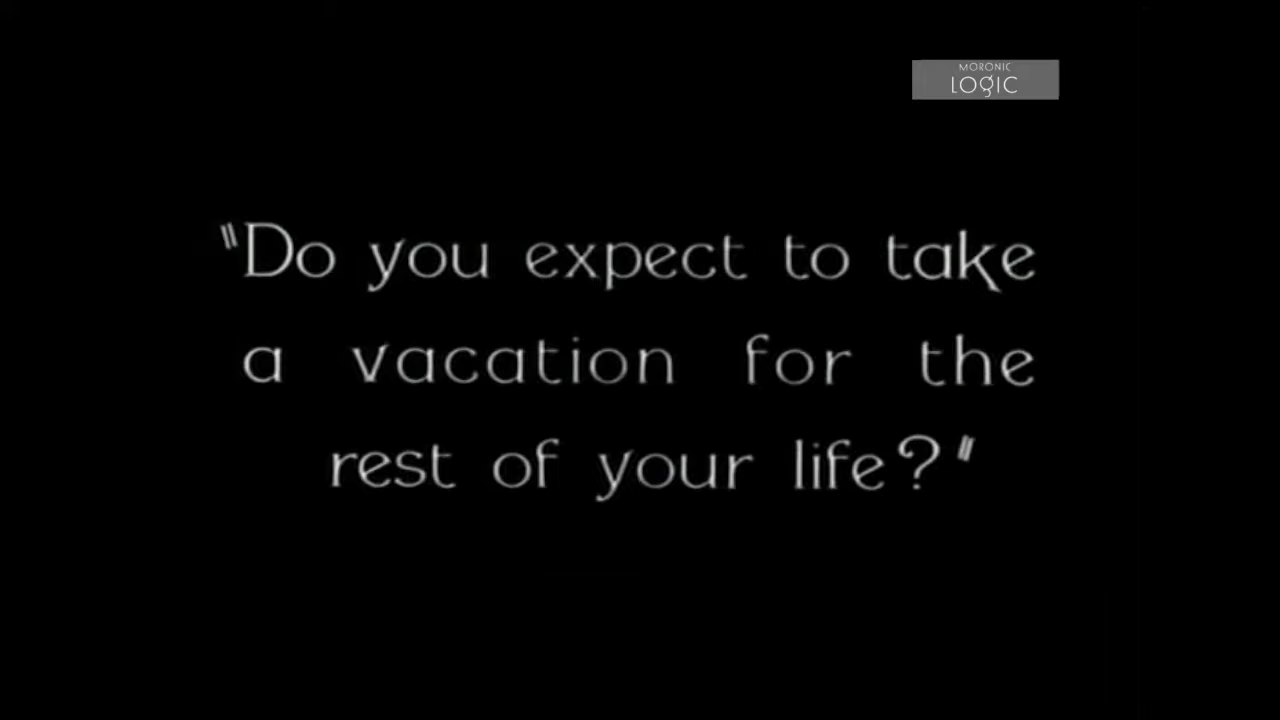 MORONIC
LOGIC
"Do you expect to take
a vacation for the
rest of your life?"